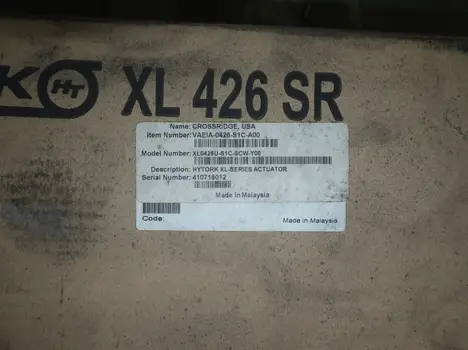 K HT XL 426 SR
Name: CROSSRIDGE, USA
Item Number: VAEIA-0426-S1C-A00
Model Number: XL0426U-S1C-SCW-Y00
Description: HYTORK XL-SERIES ACTUATOR
Serial Number: 410718012
Made in Malaysia
Code:
Made in Malaysia